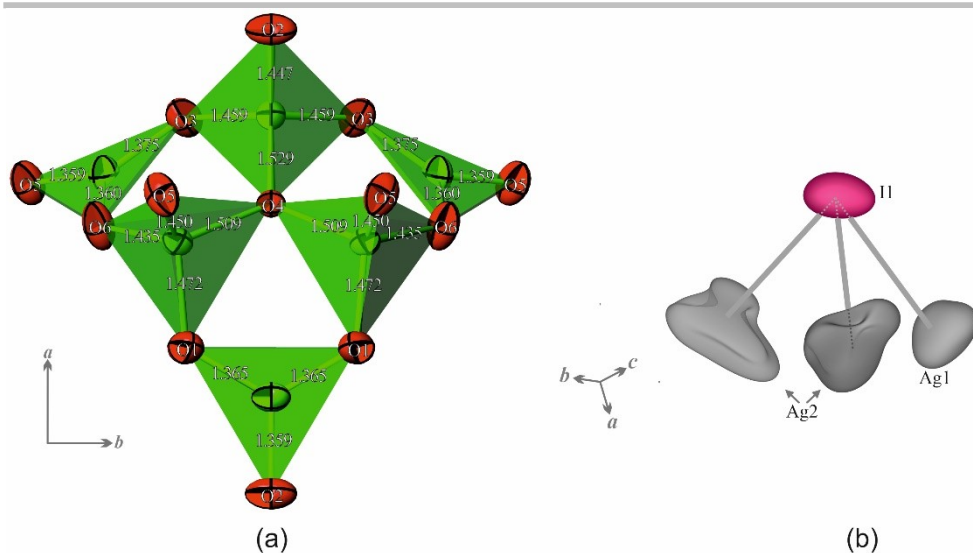 O2
1.447
O3 1.459 1.459 O3
1.375 1.375
1.529
O5 1.359 1.359 O5
1.360 1.360
O5 O4 O5
O6 1.450 1.450 O6
1.435 1.509 1.509 1.435
1.472 1.472
O1 O1
1.365 1.365
1.359
O2
a
b
(a)
I1
Ag1
Ag2
b c
a
(b)